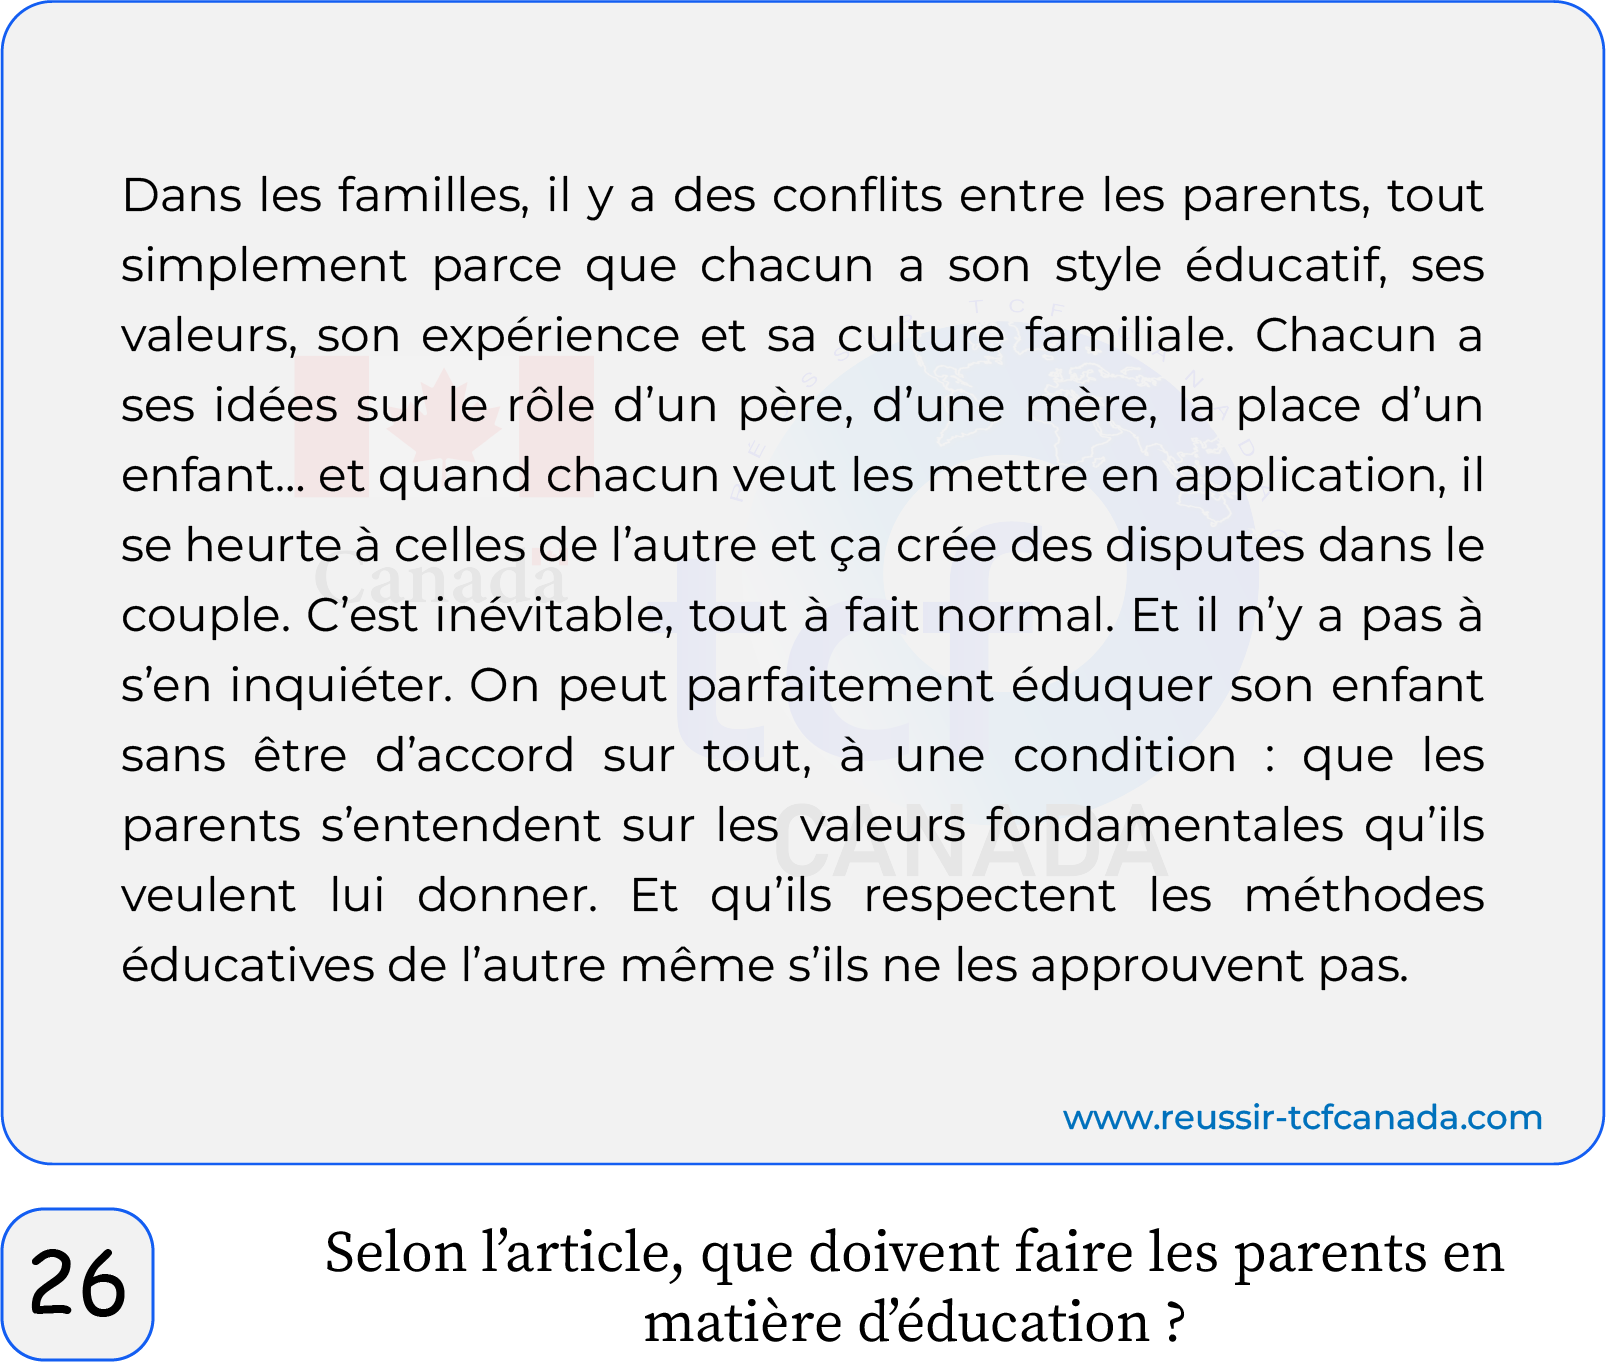 Dans les familles, il y a des conflits entre les parents, tout
simplement parce que chacun a son style éducatif, ses
valeurs, son expérience et sa culture familiale. Chacun a
ses idées sur le rôle d’un père, d’une mère, la place d’un
enfant... et quand chacun veut les mettre en application, il
se heurte à celles de l’autre et ça crée des disputes dans le
couple. C’est inévitable, tout à fait normal. Et il n’y a pas à
s’en inquiéter. On peut parfaitement éduquer son enfant
sans être d’accord sur tout, à une condition : que les
parents s’entendent sur les valeurs fondamentales qu’ils
veulent lui donner. Et qu’ils respectent les méthodes
éducatives de l’autre même s’ils ne les approuvent pas.
Canada
tcf
CANADA
www.reussir-tcfcanada.com
26
Selon l’article, que doivent faire les parents en
matière d’éducation ?